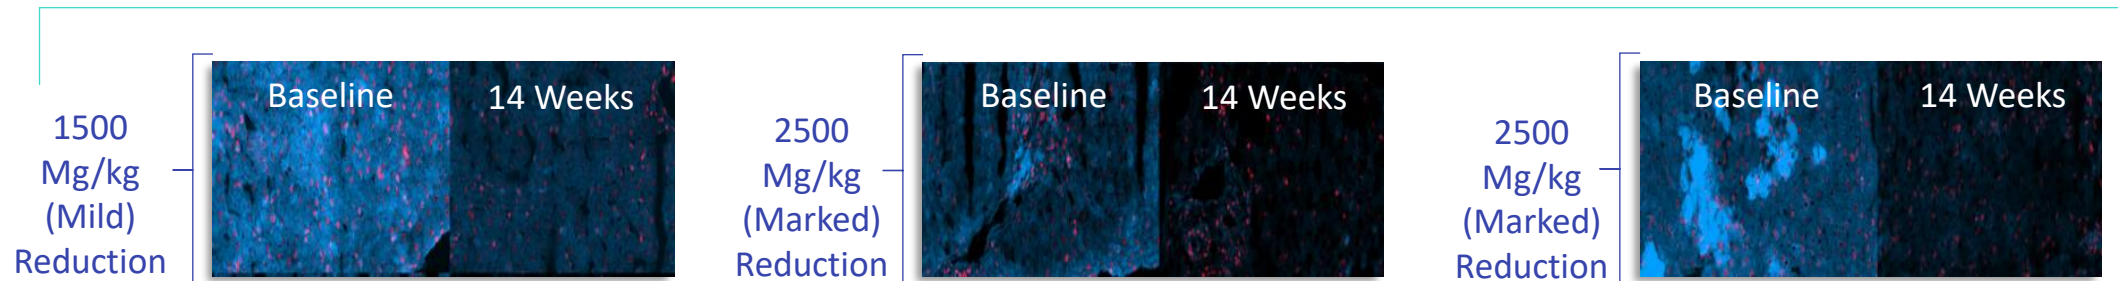 1500
Mg/kg
(Mild)
Reduction
Baseline
14 Weeks
2500
Mg/kg
(Marked)
Reduction
Baseline
14 Weeks
2500
Mg/kg
(Marked)
Reduction
Baseline
14 Weeks